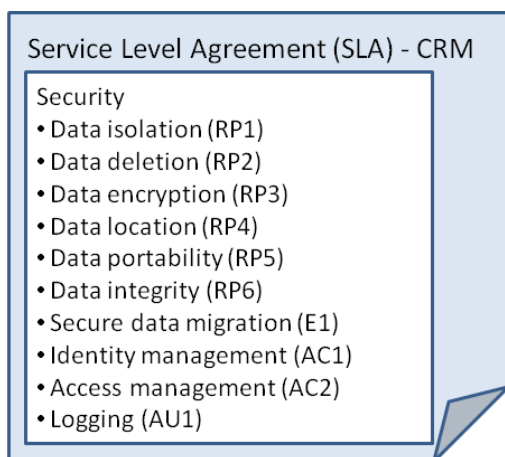 Service Level Agreement (SLA) - CRM
Security
• Data isolation (RP1)
• Data deletion (RP2)
• Data encryption (RP3)
• Data location (RP4)
• Data portability (RP5)
• Data integrity (RP6)
• Secure data migration (E1)
• Identity management (AC1)
• Access management (AC2)
• Logging (AU1)